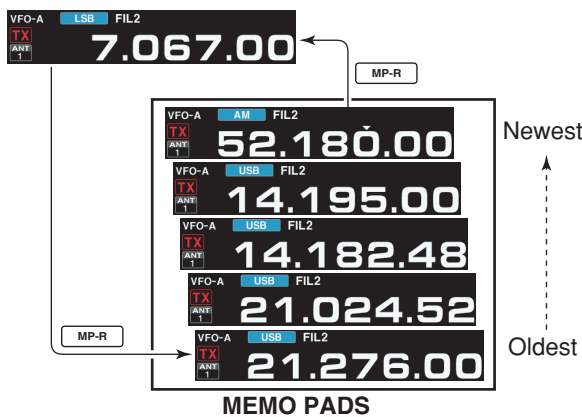 VFO-A LSB FIL2
TX
ANT
1
7.067.00
MP-R
VFO-A AM FIL2
TX
ANT
1
52.180.00
Newest
VFO-A USB FIL2
TX
ANT
1
14.195.00
VFO-A USB FIL2
TX
ANT
1
14.182.48
VFO-A USB FIL2
TX
ANT
1
21.024.52
MP-R
VFO-A USB FIL2
TX
ANT
1
21.276.00
Oldest
MEMO PADS